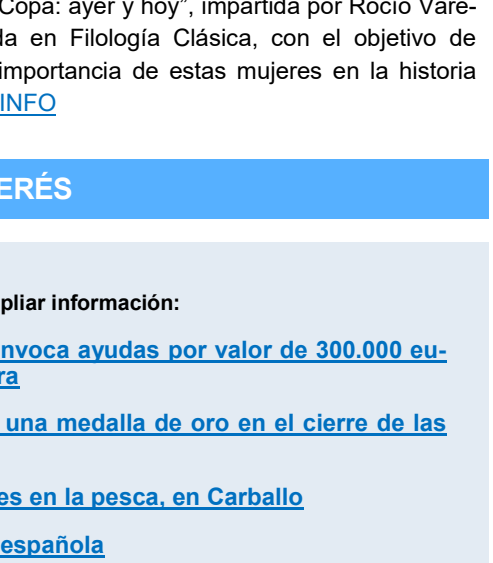 Copa: ayer y hoy”, impartida por Rocío Vare-
da en Filología Clásica, con el objetivo de
importancia de estas mujeres en la historia
INFO
ERÉS
pliar información:
nvoca ayudas por valor de 300.000 eu-
ra
una medalla de oro en el cierre de las
es en la pesca, en Carballo
española